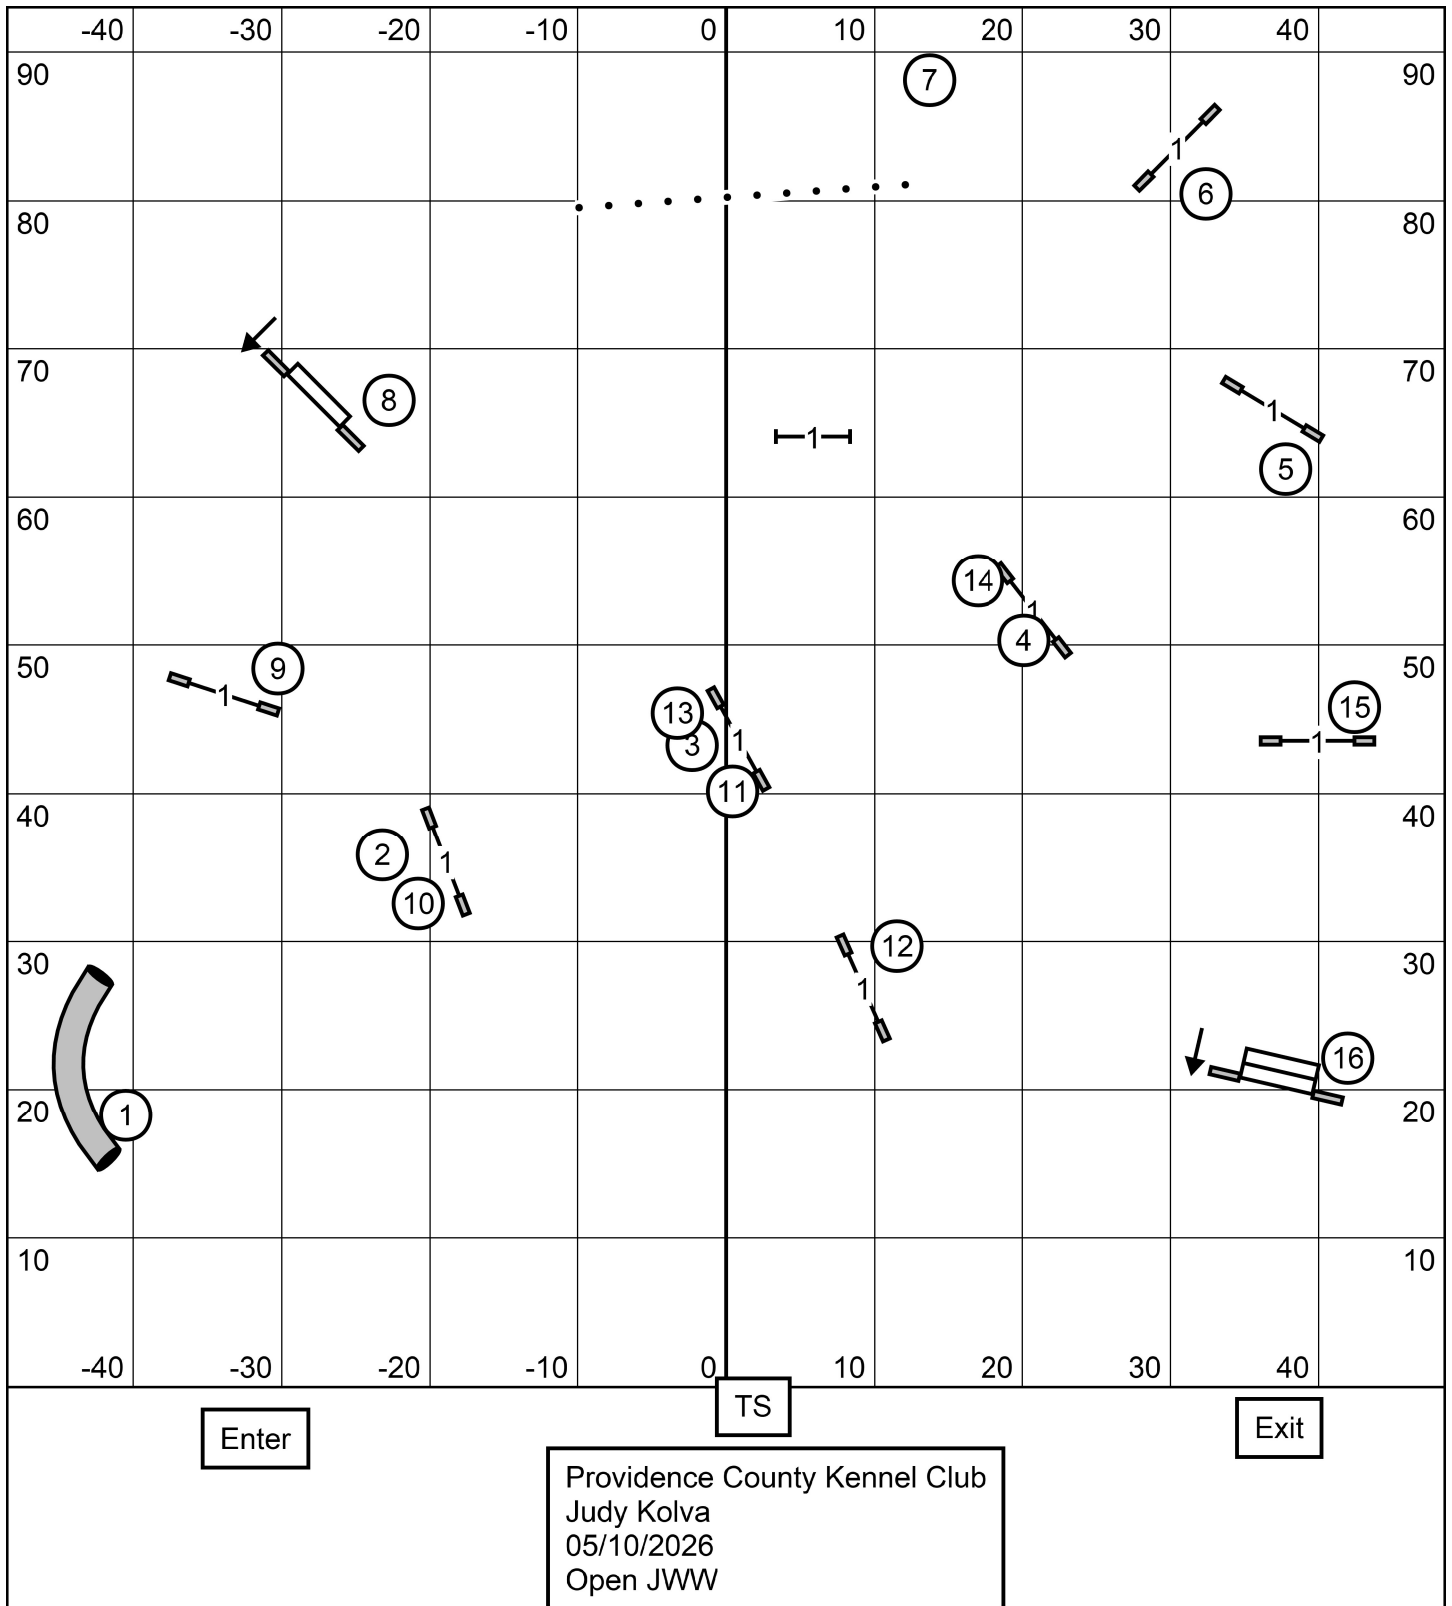 -40 -30 -20 -10 0 10 20 30 40
90 7 90
1
6
80 80
70 70
8 1
1 5
60 60
14 1
4
50 9 50
1 13 15
3 1 1
11
40 40
2 1
10
12
30 1 30
16
20 1 20
10 10
-40 -30 -20 -10 0 10 20 30 40
TS
Enter Exit
Providence County Kennel Club
Judy Kolva
05/10/2026
Open JWW